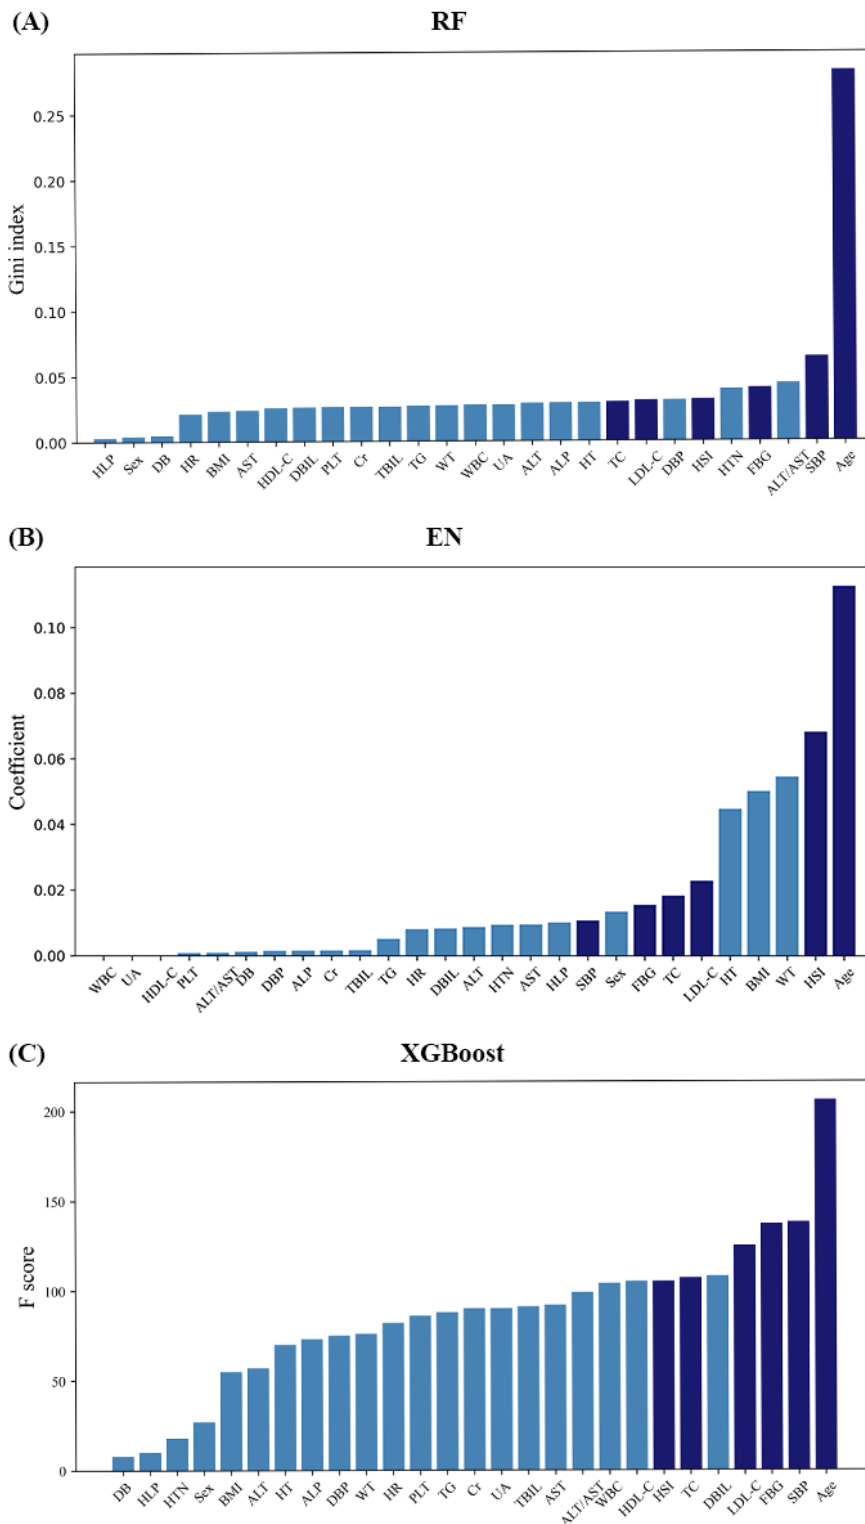 (A)
RF
Gini index
0.25
0.20
0.15
0.10
0.05
0.00
HLP Sex DB HR BMI AST HDL-C DBIL PLT Cr TBIL TG WT WBC UA ALT ALP HT TC LDL-C DBP HSI HTN FBG ALT/AST SBP Age
(B)
EN
Coefficient
0.10
0.08
0.06
0.04
0.02
0.00
WBC UA HDL-C PLT ALT/AST DB DBP ALP Cr TBIL TG HR DBIL ALT HTN AST HLP SBP Sex FBG TC LDL-C HT BMI WT HSI Age
(C)
XGBoost
F score
200
150
100
50
0
DB HLP HTN Sex BMI ALT HT ALP DBP WT HR PLT TG Cr UA TBIL AST ALT/AST WBC HDL-C HSI TC DBIL LDL-C FBG SBP Age